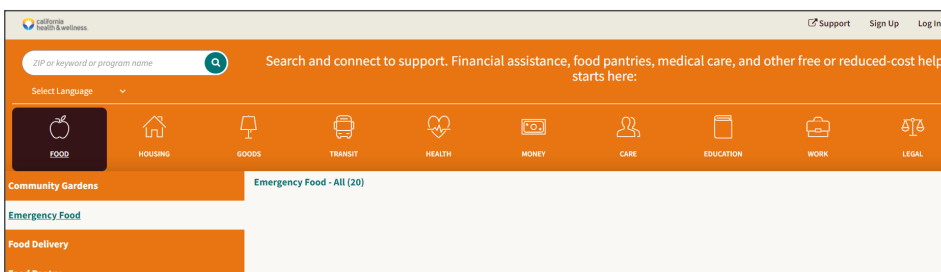 california
health & wellness.
Support Sign Up Log In
ZIP or keyword or program name
Search and connect to support. Financial assistance, food pantries, medical care, and other free or reduced-cost help
starts here:
Select Language
FOOD HOUSING GOODS TRANSIT HEALTH MONEY CARE EDUCATION WORK LEGAL
Community Gardens
Emergency Food - All (20)
Emergency Food
Food Delivery